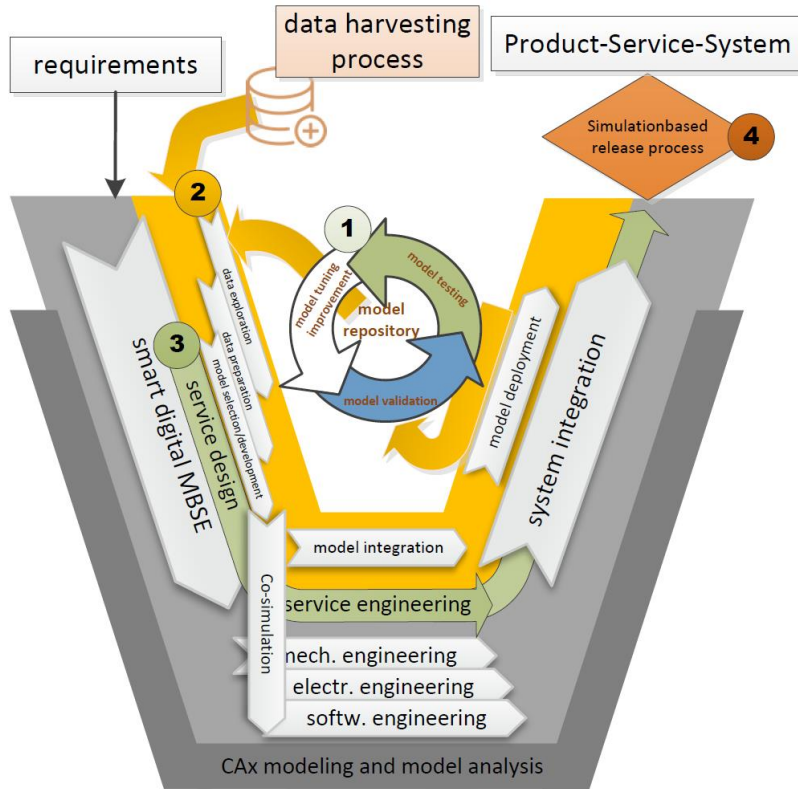 requirements
data harvesting
process
Product-Service-System
Simulationbased
release process
4
2
1
3
data exploration
data preparation
model selection/development
model tuning
improvement
model testing
model
repository
model validation
model deployment
smart digital MBSE
service design
system integration
model integration
Co-simulation
service engineering
mech. engineering
electr. engineering
softw. engineering
CAx modeling and model analysis